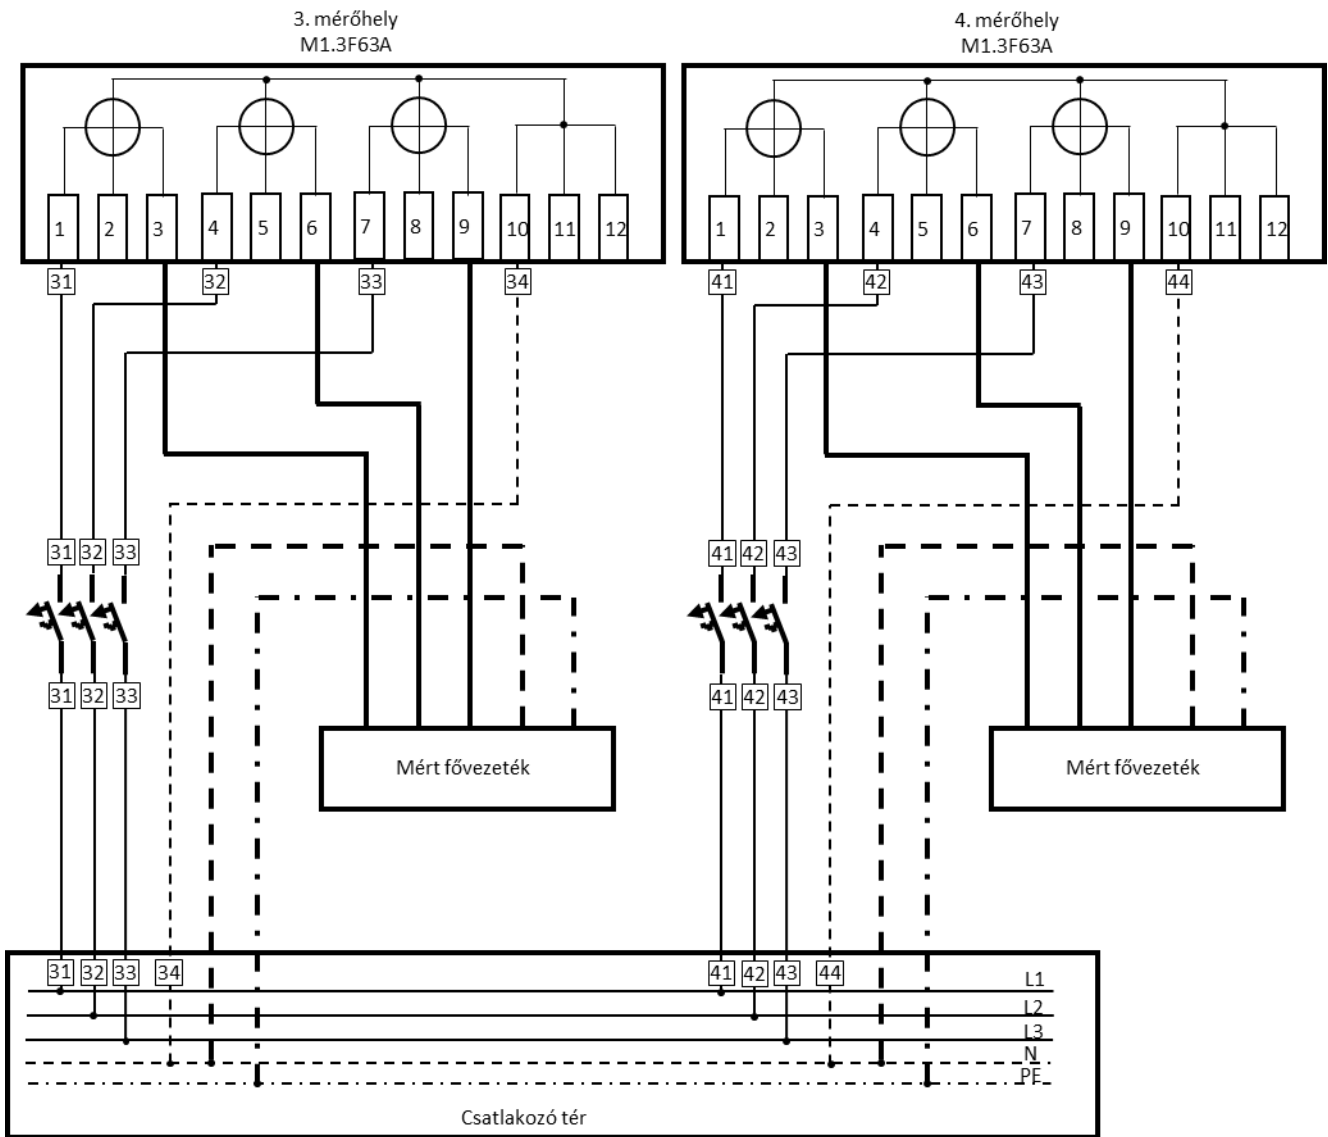 3. mérőhely
M1.3F63A
4. mérőhely
M1.3F63A
1 2 3 4 5 6 7 8 9 10 11 12
1 2 3 4 5 6 7 8 9 10 11 12
31 32 33 34
41 42 43 44
31 32 33
41 42 43
31 32 33
41 42 43
Mért fővezeték
Mért fővezeték
31 32 33 34
41 42 43 44
L1
L2
L3
N
PE
Csatlakozó tér